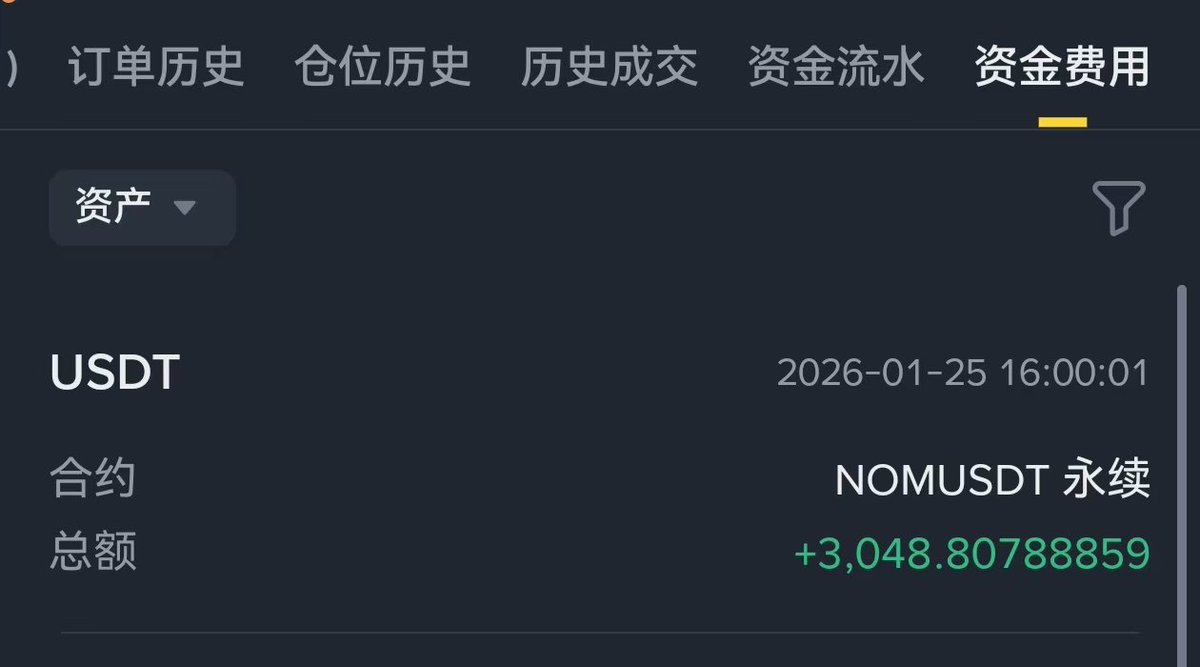 ) 订单历史 仓位历史 历史成交 资金流水 资金费用
资产
USDT 2026-01-25 16:00:01
合约 NOMUSDT 永续
总额 +3,048.80788859